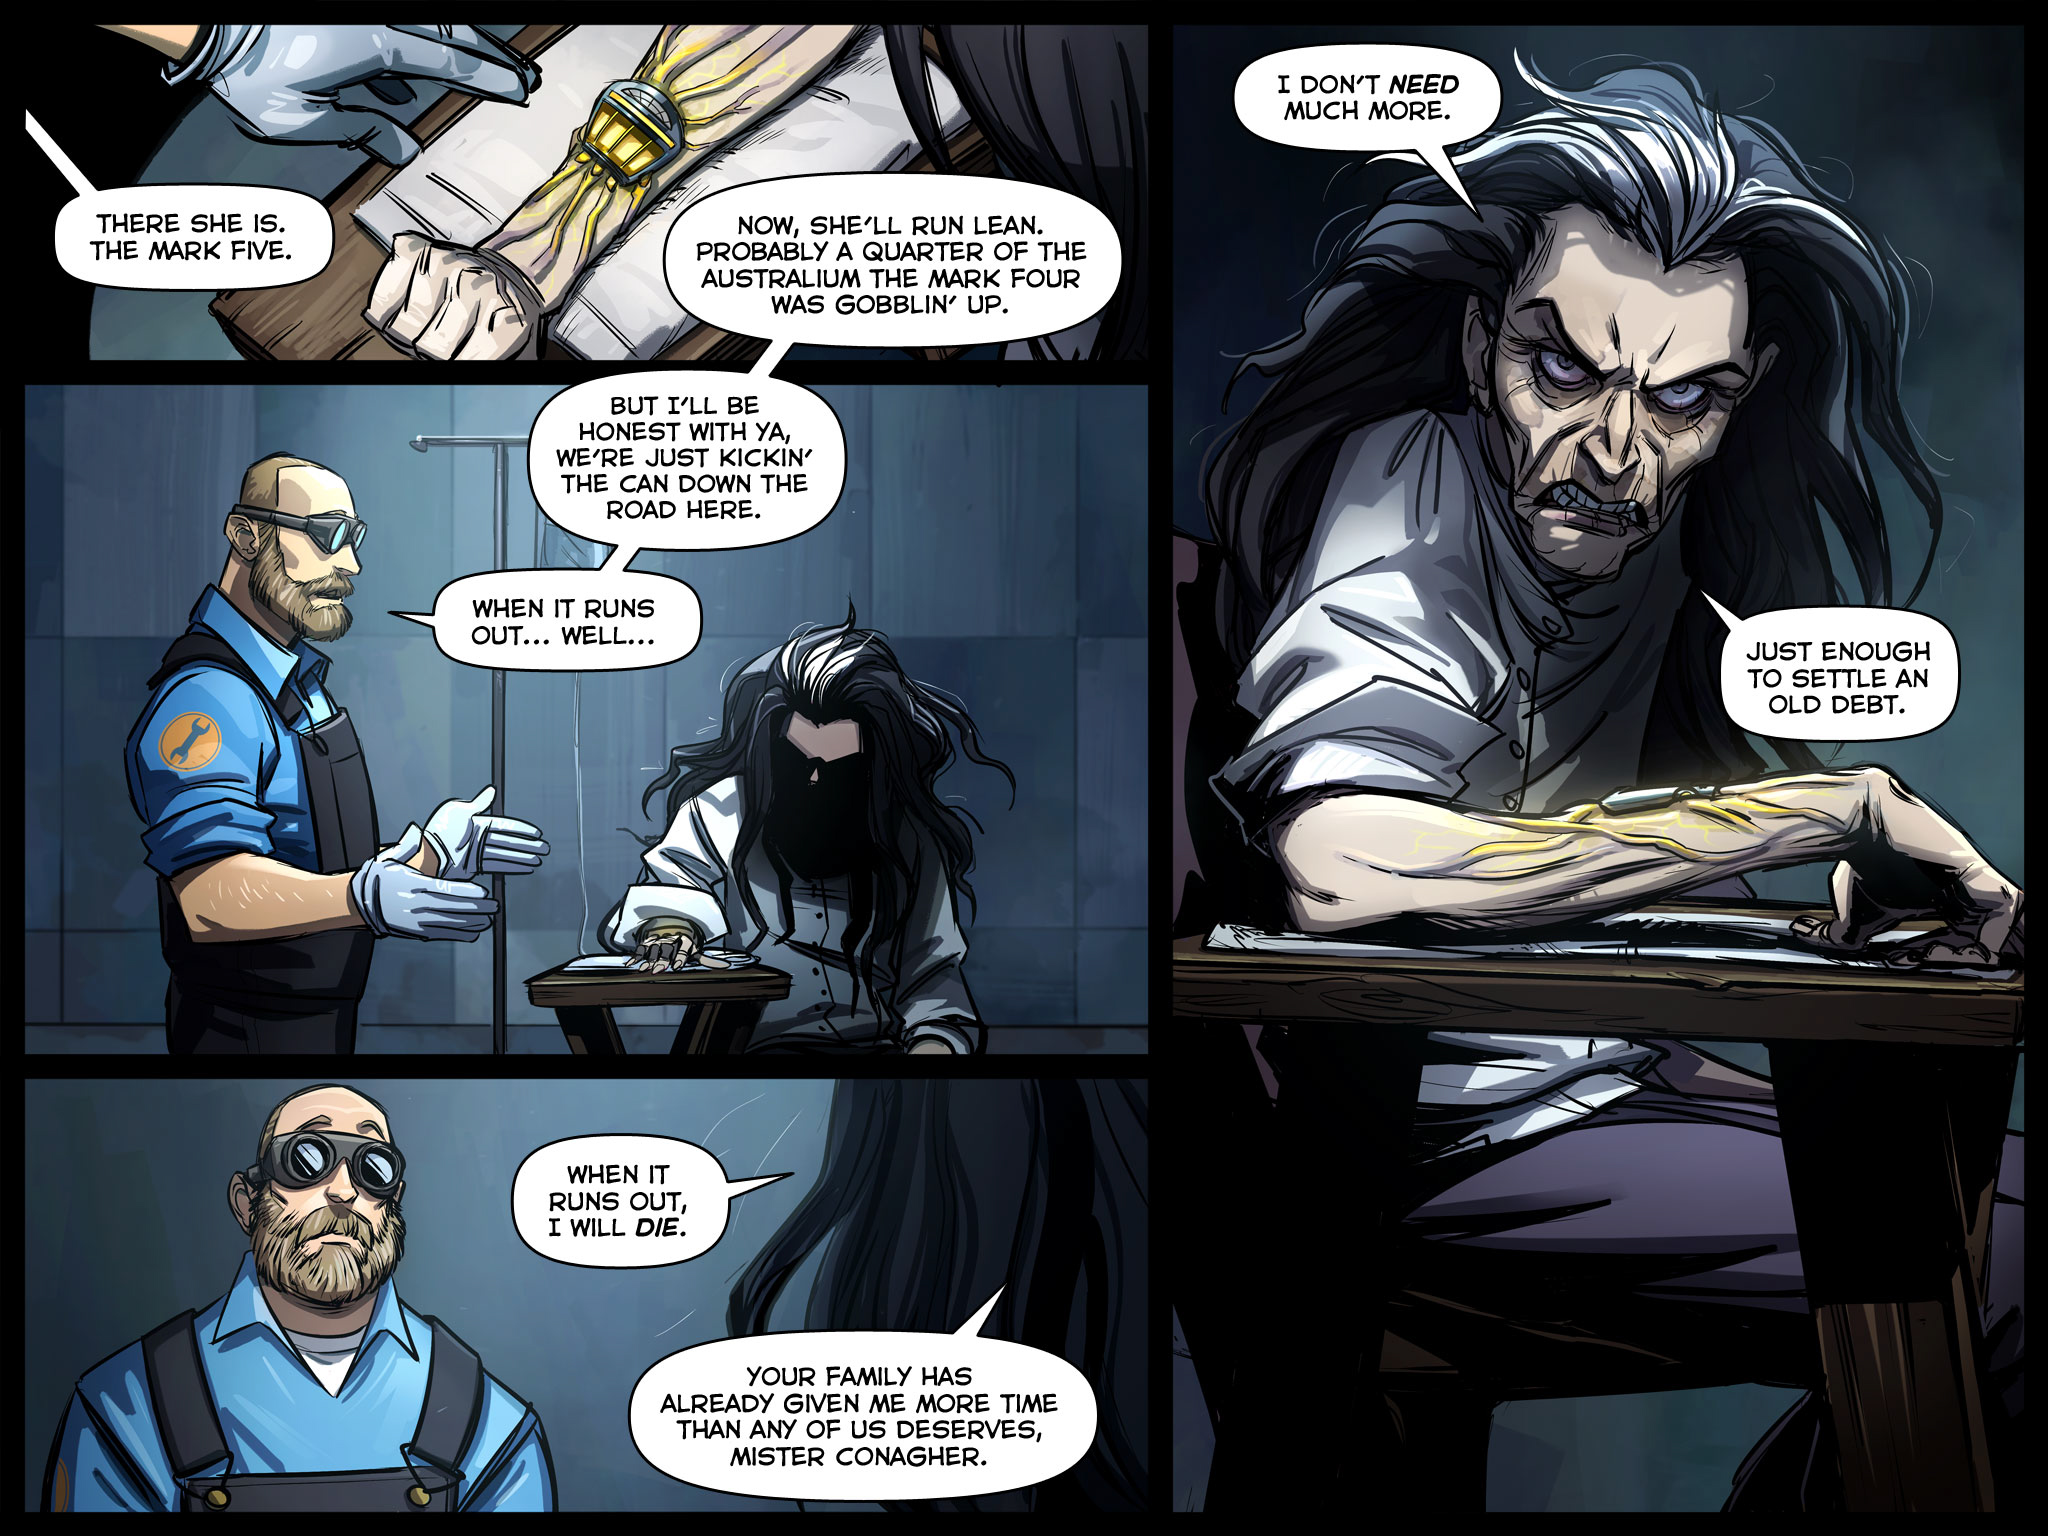 THERE SHE IS.
THE MARK FIVE.
NOW, SHE'LL RUN LEAN.
PROBABLY A QUARTER OF THE
AUSTRALIUM THE MARK FOUR
WAS GOBBLIN' UP.
BUT I'LL BE
HONEST WITH YA,
WE'RE JUST KICKIN'
THE CAN DOWN THE
ROAD HERE.
WHEN IT RUNS
OUT... WELL...
WHEN IT
RUNS OUT,
I WILL DIE.
YOUR FAMILY HAS
ALREADY GIVEN ME MORE TIME
THAN ANY OF US DESERVES,
MISTER CONAGHER.
I DON'T NEED
MUCH MORE.
JUST ENOUGH
TO SETTLE AN
OLD DEBT.